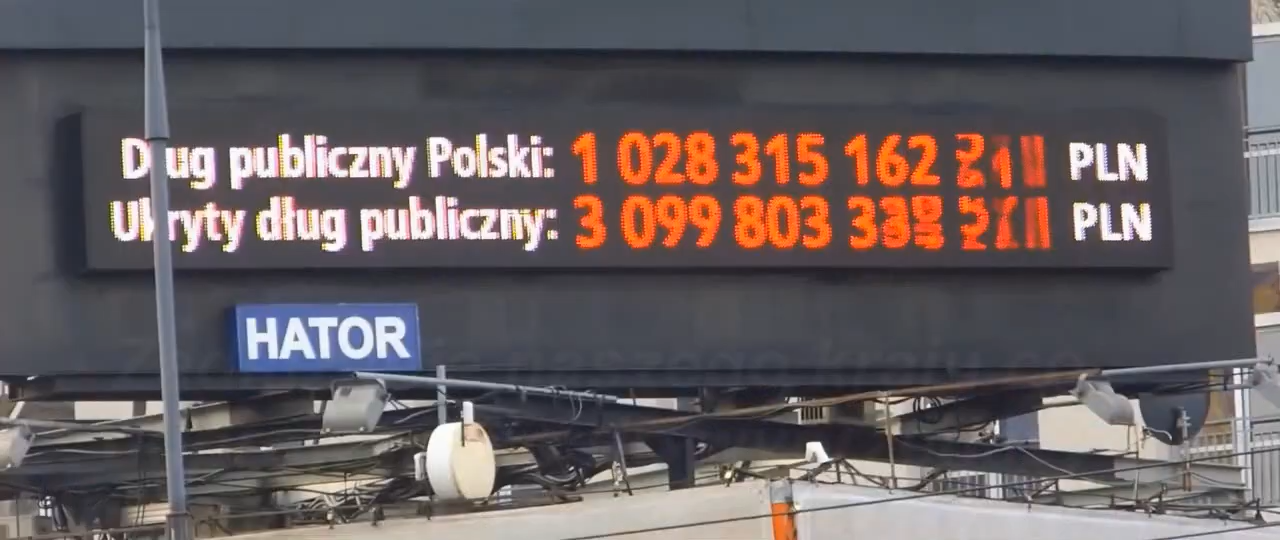 Dług publiczny Polski: 1 028 315 162 PLN
Ukryty dług publiczny: 3 099 803 PLN
HATOR